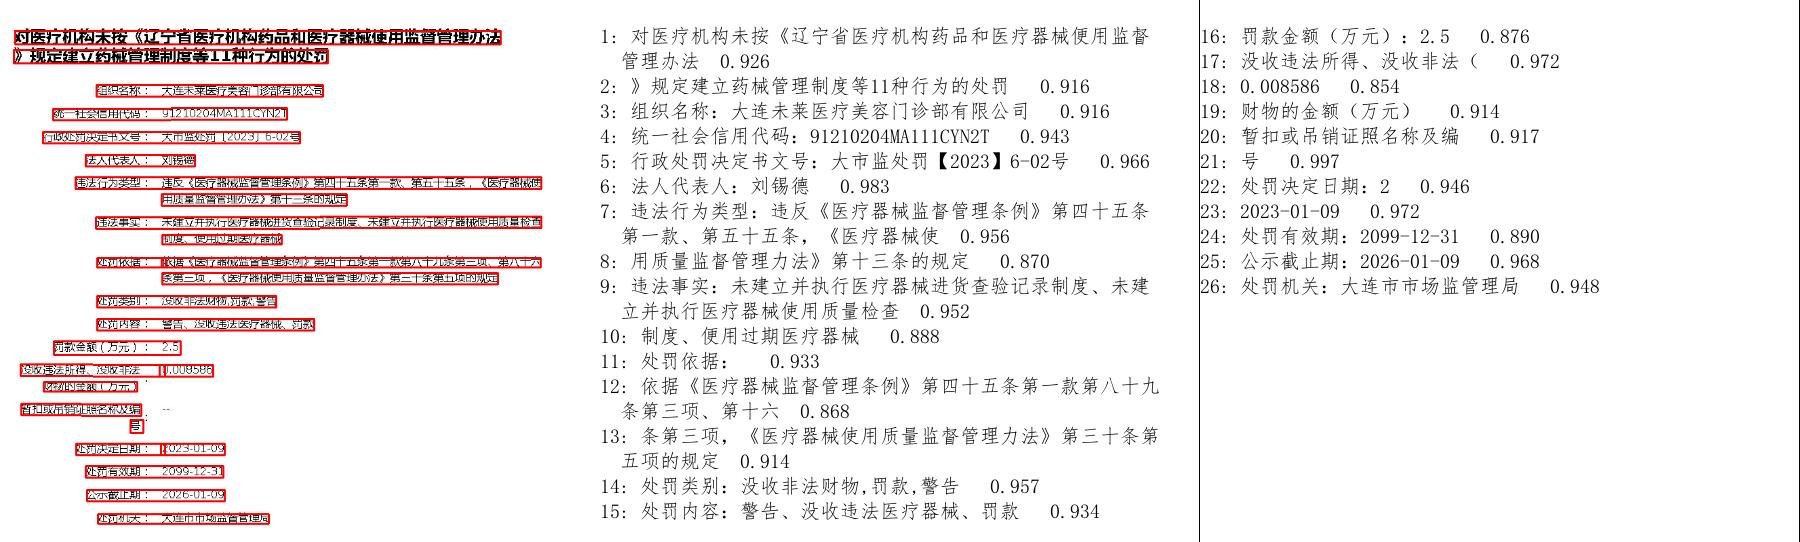 对医疗机构未按《辽宁省医疗机构药品和医疗器械使用监督管理办法
》规定建立药械管理制度等11种行为的处罚
组织名称： 大连未莱医疗美容门诊部有限公司
统一社会信用代码： 91210204MA111CYN2T
行政处罚决定书文号： 大市监处罚〔2023〕6-02号
法人代表人： 刘锡德
违法行为类型： 违反《医疗器械监督管理条例》第四十五条第一款、第五十五条，《医疗器械使
用质量监督管理办法》第十三条的规定
违法事实： 未建立并执行医疗器械进货查验记录制度、未建立并执行医疗器械使用质量检查
制度、使用过期医疗器械
处罚依据： 依据《医疗器械监督管理条例》第四十五条第一款第八十九条第三项、第八十六
条第三项，《医疗器械使用质量监督管理办法》第三十条第五项的规定
处罚类别： 没收非法财物,罚款,警告
处罚内容： 警告、没收违法医疗器械、罚款
罚款金额（万元）： 2.5
没收违法所得、没收非法 0.008586
财物的金额（万元）
：
暂扣或吊销证照名称及编 --
号：
处罚决定日期： 2023-01-09
处罚有效期： 2099-12-31
公示截止期： 2026-01-09
处罚机关： 大连市市场监督管理局
1: 对医疗机构未按《辽宁省医疗机构药品和医疗器械便用监督
管理办法 0.926
2: 》规定建立药械管理制度等11种行为的处罚 0.916
3: 组织名称：大连未莱医疗美容门诊部有限公司 0.916
4: 统一社会信用代码：91210204MA111CYN2T 0.943
5: 行政处罚决定书文号：大市监处罚【2023】6-02号 0.966
6: 法人代表人：刘锡德 0.983
7: 违法行为类型：违反《医疗器械监督管理条例》第四十五条
第一款、第五十五条，《医疗器械使 0.956
8: 用质量监督管理力法》第十三条的规定 0.870
9: 违法事实：未建立并执行医疗器械进货查验记录制度、未建
立并执行医疗器械使用质量检查 0.952
10: 制度、便用过期医疗器械 0.888
11: 处罚依据： 0.933
12: 依据《医疗器械监督管理条例》第四十五条第一款第八十九
条第三项、第十六 0.868
13: 条第三项，《医疗器械使用质量监督管理力法》第三十条第
五项的规定 0.914
14: 处罚类别：没收非法财物,罚款,警告 0.957
15: 处罚内容：警告、没收违法医疗器械、罚款 0.934
16: 罚款金额（万元）：2.5 0.876
17: 没收违法所得、没收非法（ 0.972
18: 0.008586 0.854
19: 财物的金额（万元） 0.914
20: 暂扣或吊销证照名称及编 0.917
21: 号 0.997
22: 处罚决定日期：2 0.946
23: 2023-01-09 0.972
24: 处罚有效期：2099-12-31 0.890
25: 公示截止期：2026-01-09 0.968
26: 处罚机关：大连市市场监管理局 0.948